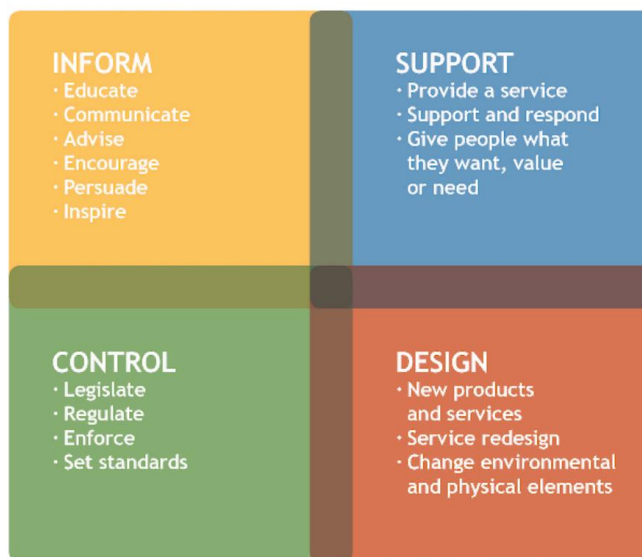 INFORM
· Educate
· Communicate
· Advise
· Encourage
· Persuade
· Inspire
SUPPORT
· Provide a service
· Support and respond
· Give people what
they want, value
or need
CONTROL
· Legislate
· Regulate
· Enforce
· Set standards
DESIGN
· New products
and services
· Service redesign
· Change environmental
and physical elements